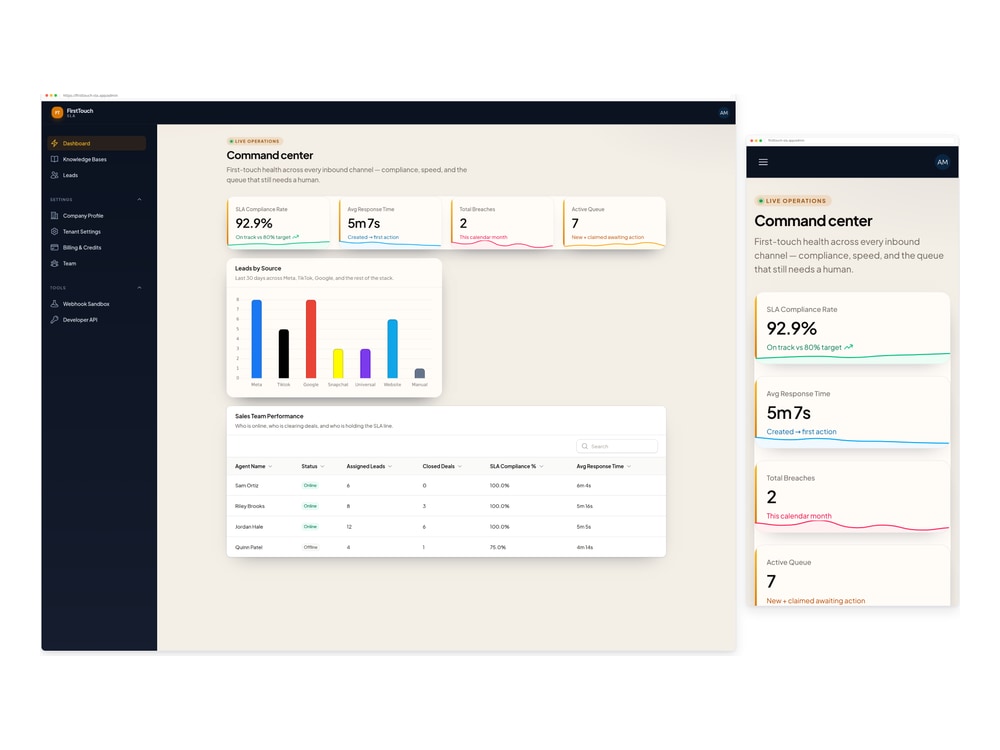 https://firsttouch-sla.app/admin
FT
FirstTouch
SLA
AM
Dashboard
Knowledge Bases
Leads
SETTINGS
Company Profile
Tenant Settings
Billing & Credits
Team
TOOLS
Webhook Sandbox
Developer API
LIVE OPERATIONS
Command center
First-touch health across every inbound channel — compliance, speed, and the
queue that still needs a human.
SLA Compliance Rate
92.9%
On track vs 80% target
Avg Response Time
5m 7s
Created → first action
Total Breaches
2
This calendar month
Active Queue
7
New + claimed awaiting action
Leads by Source
Last 30 days across Meta, TikTok, Google, and the rest of the stack.
8
7
6
5
4
3
2
1
0
Meta Tiktok Google Snapchat Universal Website Manual
Sales Team Performance
Who is online, who is clearing deals, and who is holding the SLA line.
Search
Agent Name Status Assigned Leads Closed Deals SLA Compliance % Avg Response Time
Sam Ortiz Online 6 0 100.0% 6m 4s
Riley Brooks Online 8 3 100.0% 5m 16s
Jordan Hale Online 12 6 100.0% 5m 5s
Quinn Patel Offline 4 1 75.0% 4m 14s
AM
LIVE OPERATIONS
Command center
First-touch health across every inbound
channel — compliance, speed, and the queue
that still needs a human.
SLA Compliance Rate
92.9%
On track vs 80% target
Avg Response Time
5m 7s
Created → first action
Total Breaches
2
This calendar month
Active Queue
7
New + claimed awaiting action